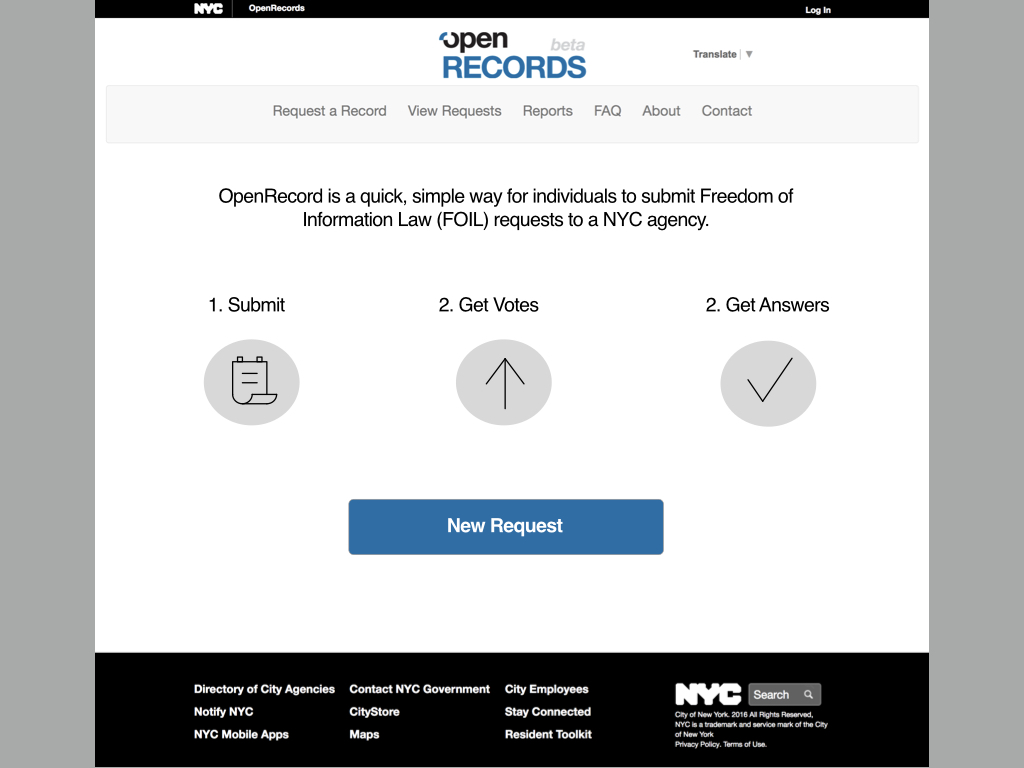 NYC OpenRecords Log In
open beta
RECORDS
Translate ▼
Request a Record View Requests Reports FAQ About Contact
OpenRecord is a quick, simple way for individuals to submit Freedom of
Information Law (FOIL) requests to a NYC agency.
1. Submit 2. Get Votes 2. Get Answers
New Request
Directory of City Agencies Contact NYC Government City Employees
Notify NYC CityStore Stay Connected
NYC Mobile Apps Maps Resident Toolkit
NYC Search
City of New York. 2016 All Rights Reserved,
NYC is a trademark and service mark of the City
of New York
Privacy Policy. Terms of Use.